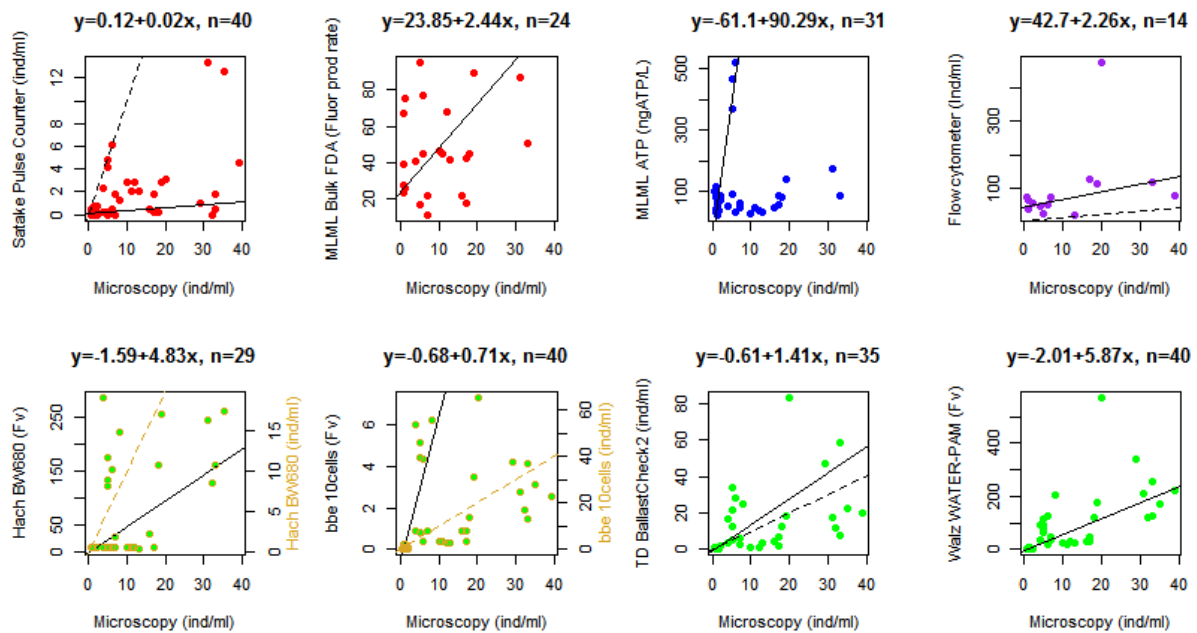 y=0.12+0.02x, n=40
Satake Pulse Counter (ind/ml)
0 2 4 6 8 12
0 10 20 30 40
Microscopy (ind/ml)
y=23.85+2.44x, n=24
MLML Bulk FDA (Fluor prod rate)
20 40 60 80
0 10 20 30 40
Microscopy (ind/ml)
y=-61.1+90.29x, n=31
MLML ATP (ngATP/L)
100 300 500
0 10 20 30 40
Microscopy (ind/ml)
y=42.7+2.26x, n=14
Flowcytometer (Ind/ml)
100 300
0 10 20 30 40
Microscopy (ind/ml)
y=-1.59+4.83x, n=29
Hach BW680 (Fv)
0 50 150 250
Hach BW680 (ind/ml)
0 5 10 15
0 10 20 30 40
Microscopy (ind/ml)
y=-0.68+0.71x, n=40
bbe 10cells (Fv)
0 2 4 6
bbe 10cells (ind/ml)
0 20 40 60
0 10 20 30 40
Microscopy (ind/ml)
y=-0.61+1.41x, n=35
TD BallastCheck2 (ind/ml)
0 20 40 60 80
0 10 20 30 40
Microscopy (ind/ml)
y=-2.01+5.87x, n=40
Walz WATER-PAM (Fv)
0 200 400
0 10 20 30 40
Microscopy (ind/ml)